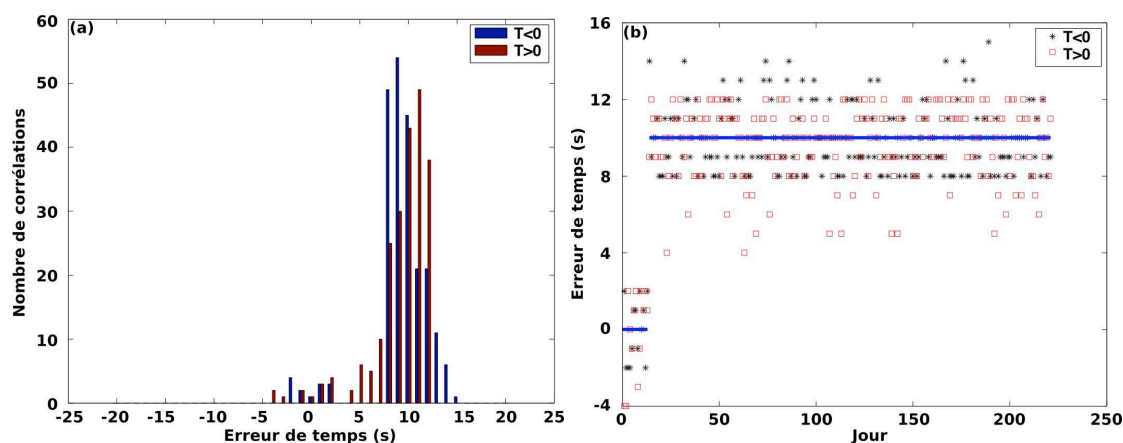 (a)
T<0
T>0
60
50
40
30
20
10
0
-25 -20 -15 -10 -5 0 5 10 15 20 25
Nombre de corrélations
Erreur de temps (s)
(b)
T<0
T>0
16
12
8
4
0
-4
0 50 100 150 200 250
Erreur de temps (s)
Jour